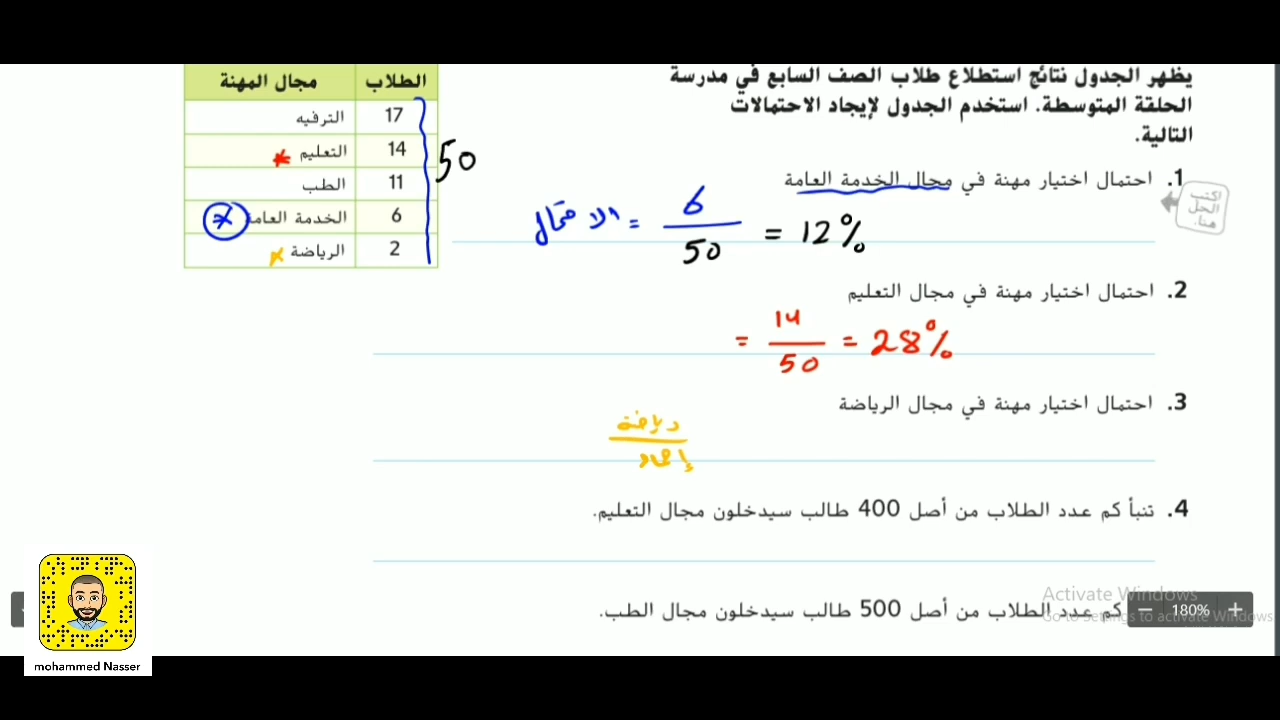 يظهر الجدول نتائج استطلاع طلاب الصف السابع في مدرسة
الحلقة المتوسطة. استخدم الجدول لإيجاد الاحتمالات
التالية.
الطلاب مجال المهنة
17 الترفيه
14 التعليم
11 الطب
6 الخدمة العامة
2 الرياضة
50
اكتب
الحل
هنا.
1. احتمال اختيار مهنة في مجال الخدمة العامة
الاحتمال = 6/50 = 12%
2. احتمال اختيار مهنة في مجال التعليم
= 14/50 = 28%
3. احتمال اختيار مهنة في مجال الرياضة
رياضة
4. تنبأ كم عدد الطلاب من أصل 400 طالب سيدخلون مجال التعليم.
كم عدد الطلاب من أصل 500 طالب سيدخلون مجال الطب.
Activate Windows
Go to Settings to activate Windows.
180%
mohammed Nasser